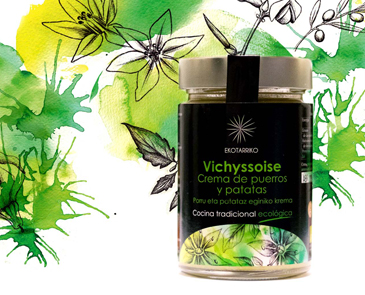 EKOTARRIKO
Vichyssoise
Crema de puerros
y patatas
Porru eta patataz eginiko krema
Cocina tradicional ecológica